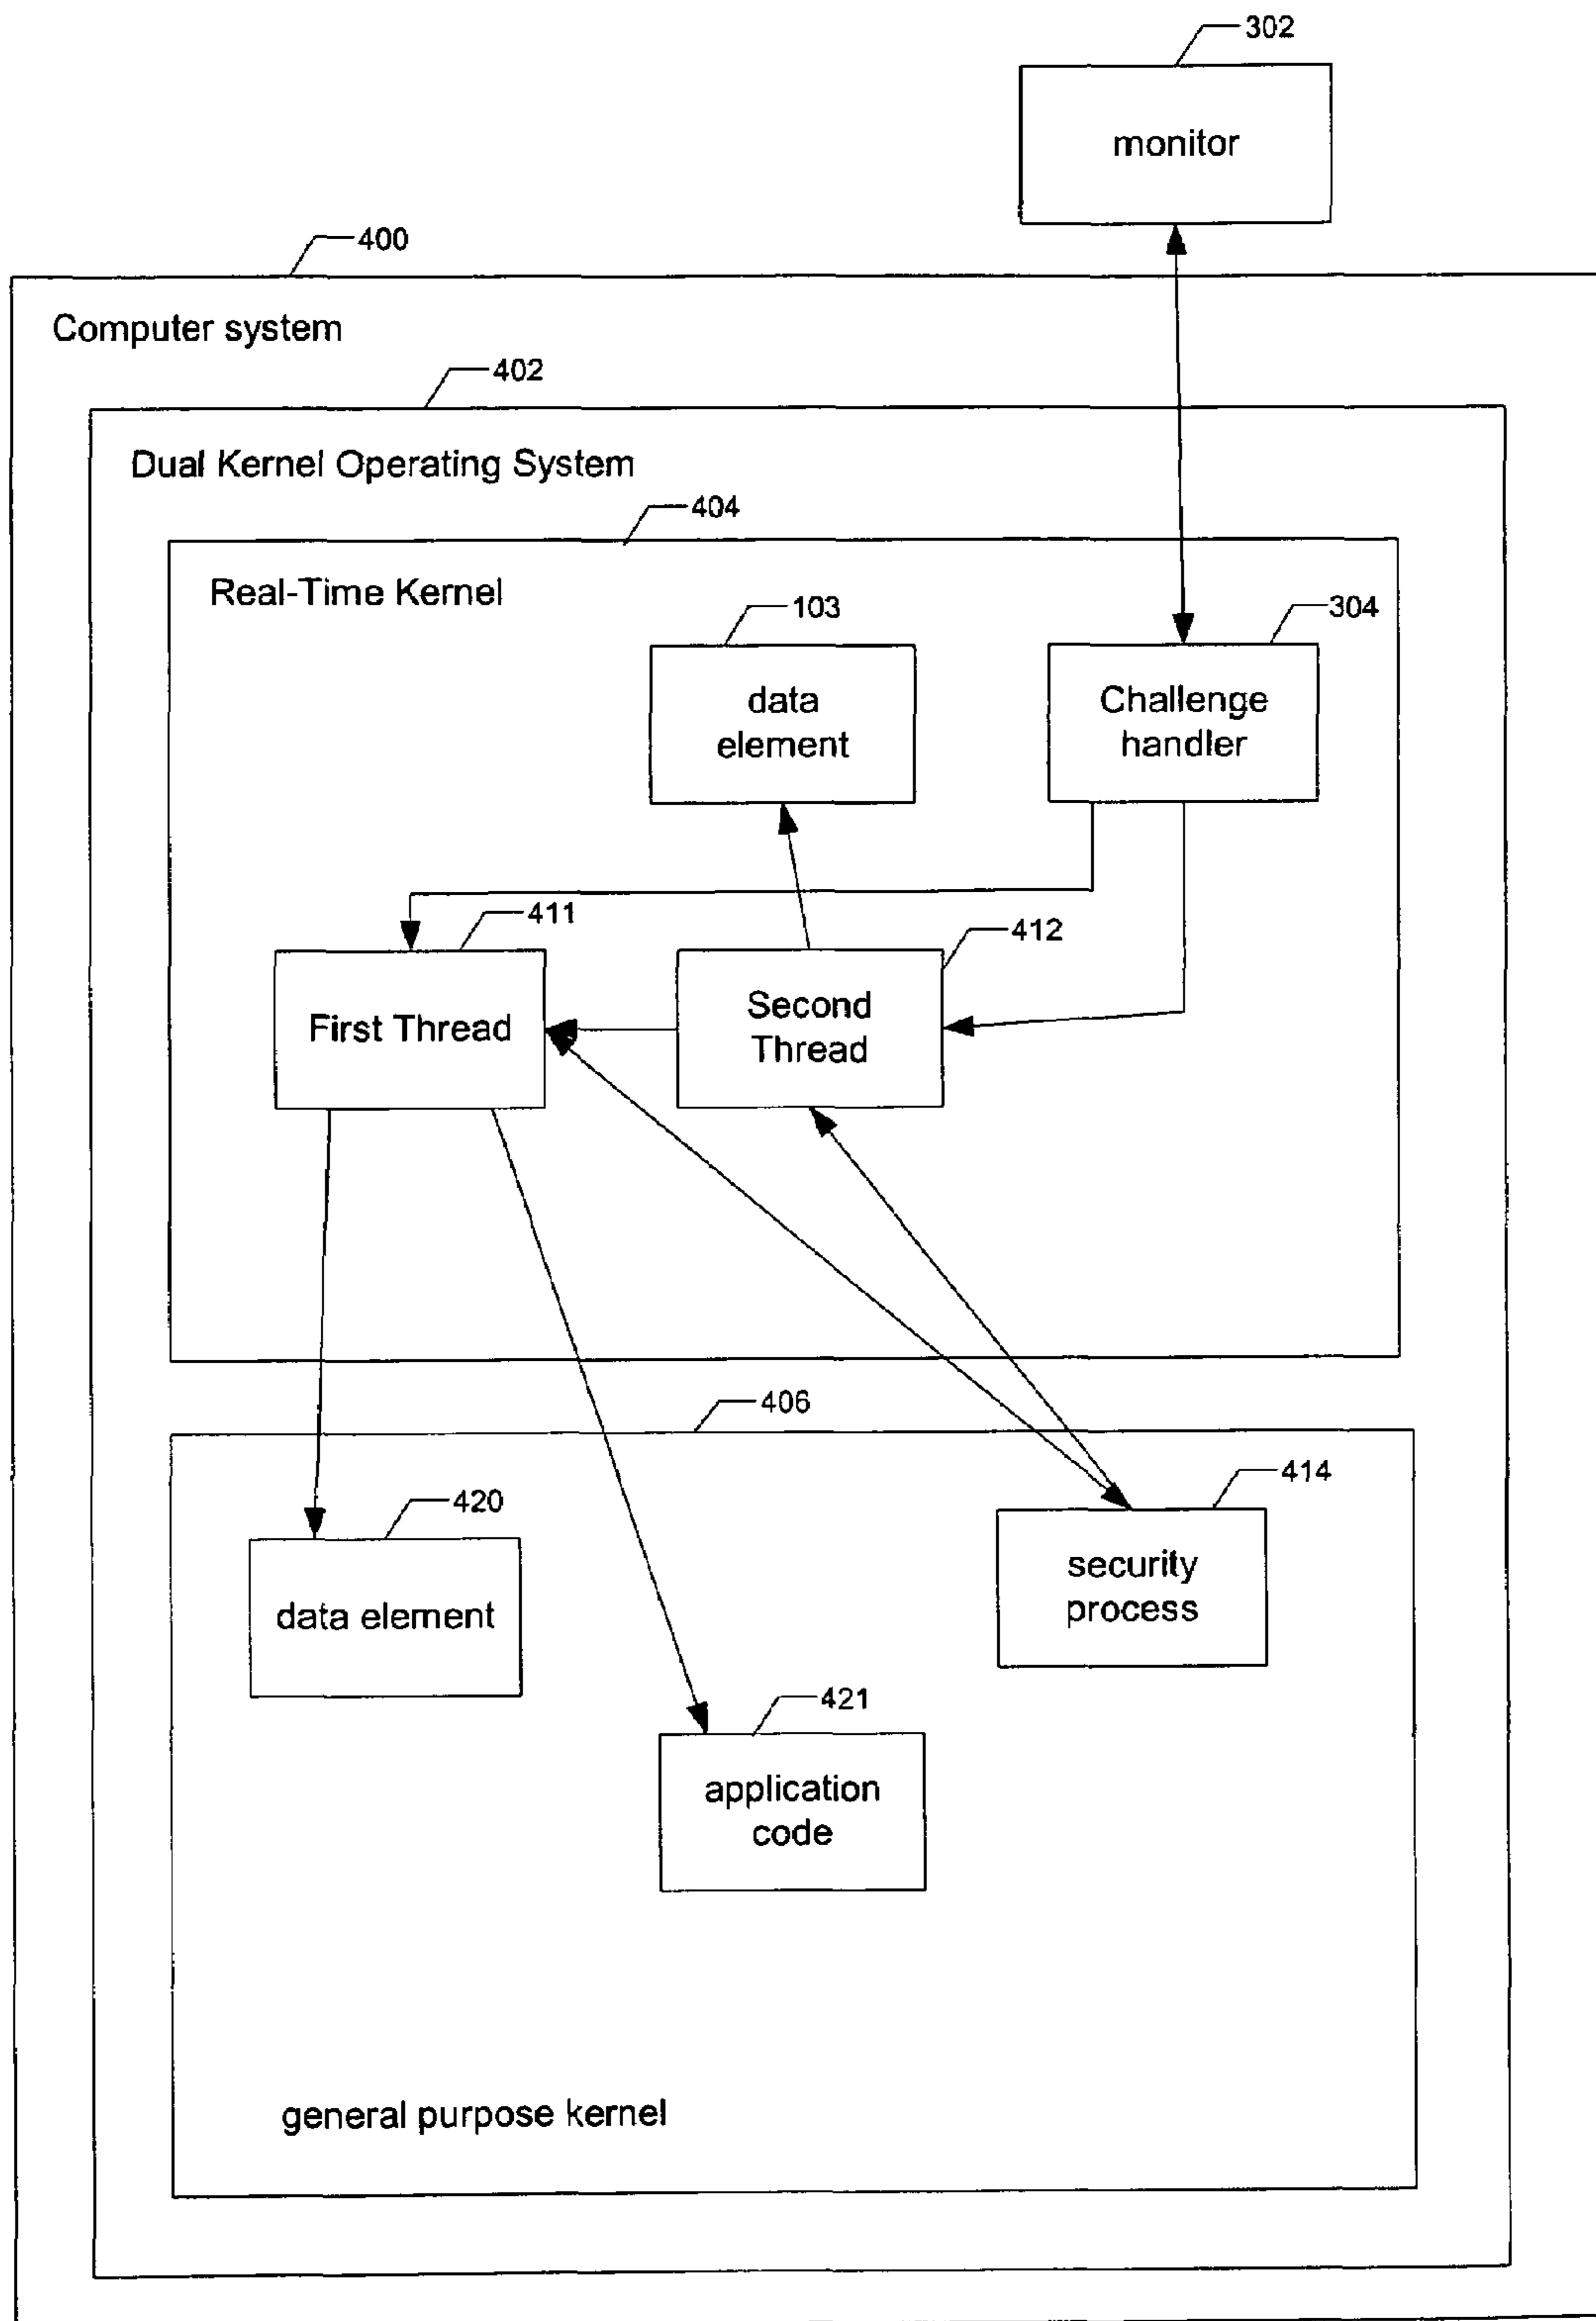 302
monitor
400
Computer system
402
Dual Kernel Operating System
404
Real-Time Kernel
103
304
data
element
Challenge
handler
411
412
First Thread
Second
Thread
406
414
420
security
process
data element
421
application
code
general purpose kernel